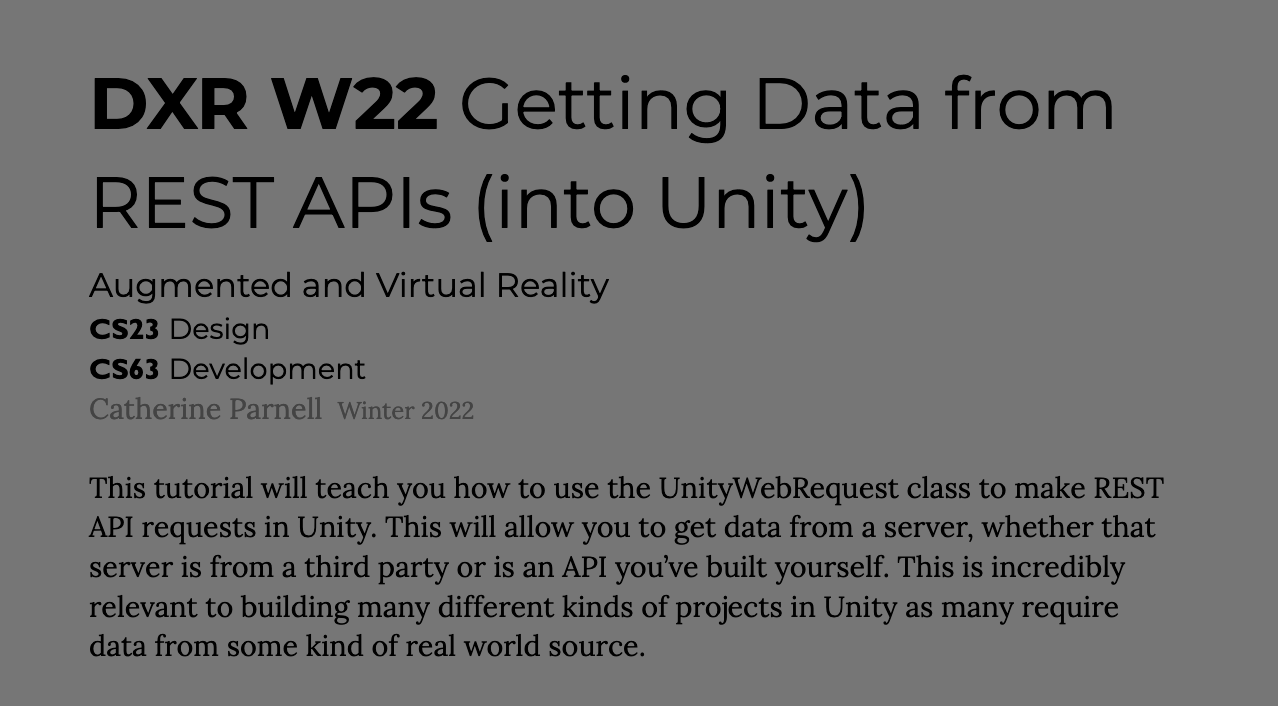 DXR W22 Getting Data from
REST APIs (into Unity)
Augmented and Virtual Reality
CS23 Design
CS63 Development
Catherine Parnell Winter 2022
This tutorial will teach you how to use the UnityWebRequest class to make REST
API requests in Unity. This will allow you to get data from a server, whether that
server is from a third party or is an API you’ve built yourself. This is incredibly
relevant to building many different kinds of projects in Unity as many require
data from some kind of real world source.